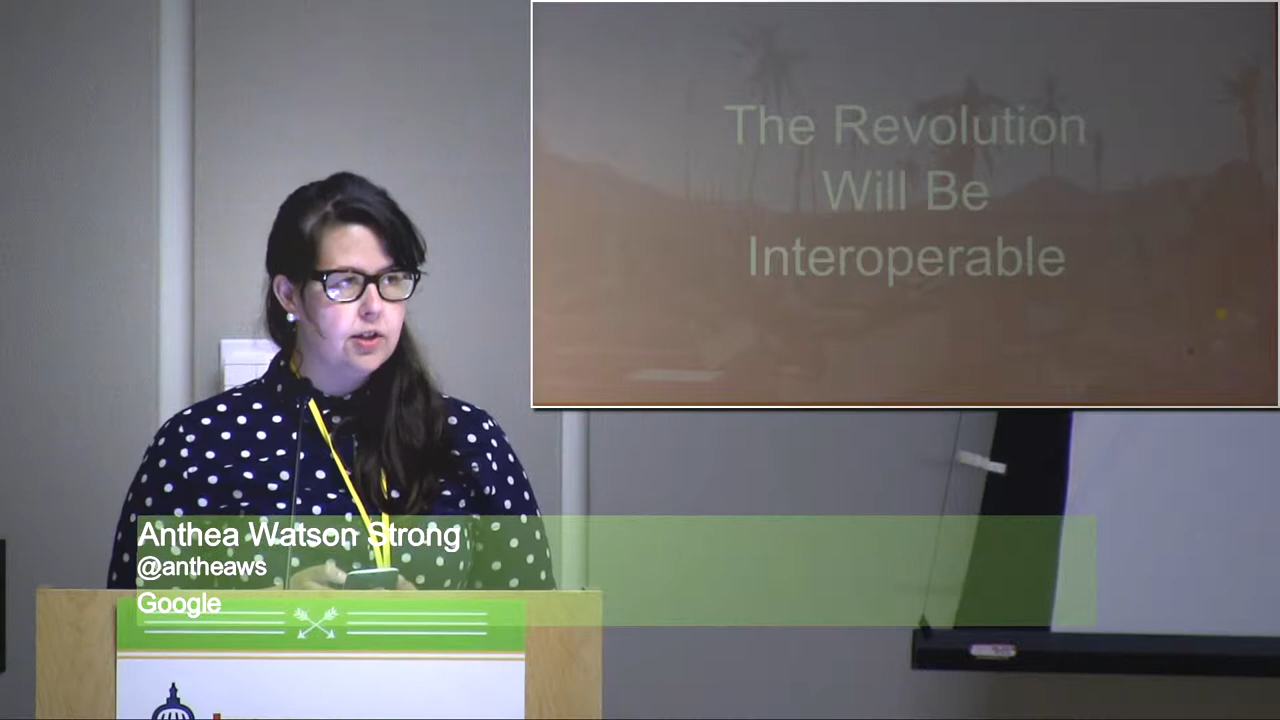 The Revolution
Will Be
Interoperable
Anthea Watson Strong
@antheaws
Google